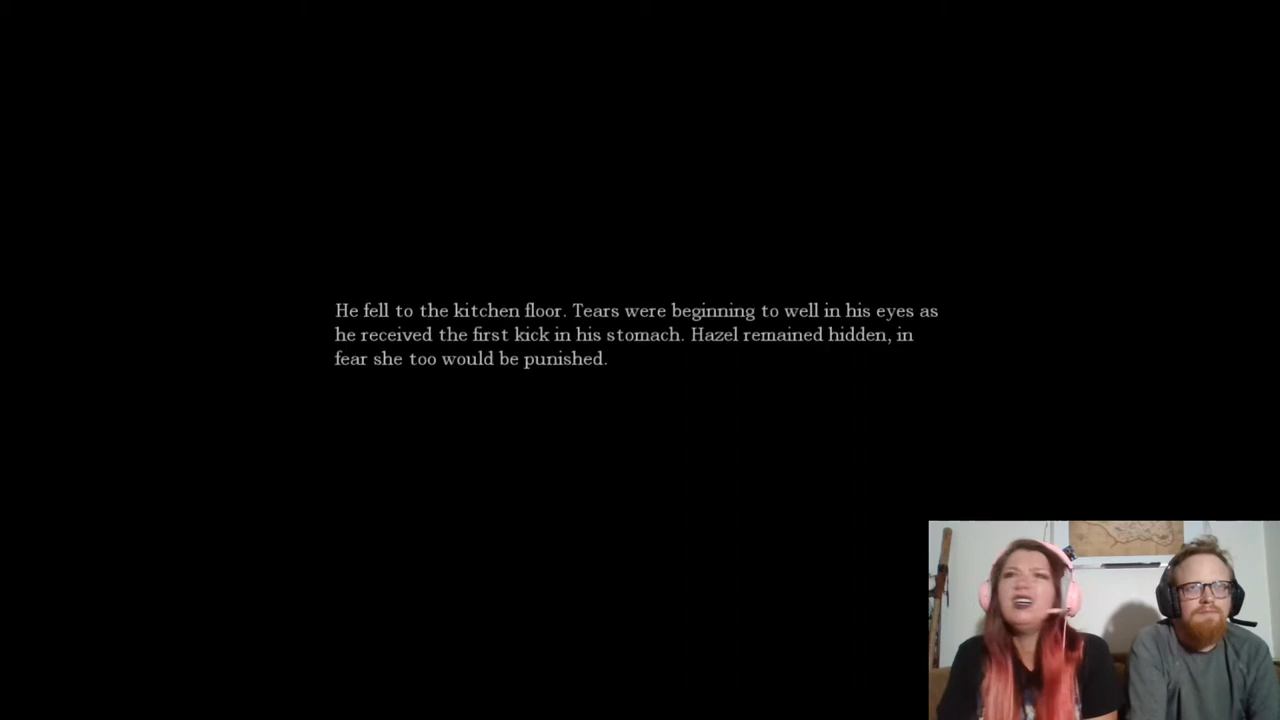 He fell to the kitchen floor. Tears were beginning to well in his eyes as
he received the first kick in his stomach. Hazel remained hidden, in
fear she too would be punished.